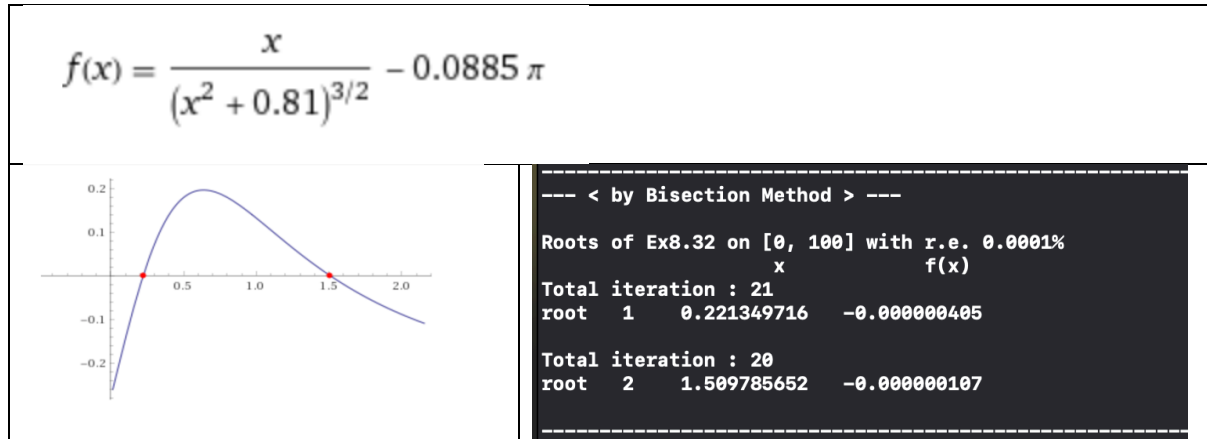 f(x) = x / (x² + 0.81)^{3/2} − 0.0885 π
0.2
0.1
0.5 1.0 1.5 2.0
−0.1
−0.2
--- < by Bisection Method > ---
Roots of Ex8.32 on [0, 100] with r.e. 0.0001%
x f(x)
Total iteration : 21
root 1 0.221349716 -0.000000405
Total iteration : 20
root 2 1.509785652 -0.000000107